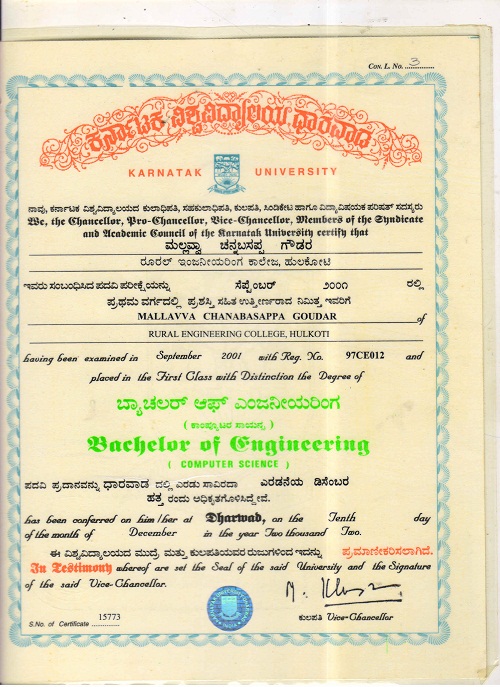 Con. L. No. 3
ಕರ್ನಾಟಕ ವಿಶ್ವವಿದ್ಯಾಲಯ ಧಾರವಾಡ
KARNATAK UNIVERSITY
ನಾವು, ಕರ್ನಾಟಕ ವಿಶ್ವವಿದ್ಯಾಲಯದ ಕುಲಾಧಿಪತಿ, ಸಹಕುಲಾಧಿಪತಿ, ಕುಲಪತಿ, ಸಿಂಡಿಕೇಟ ಹಾಗೂ ವಿದ್ಯಾವಿಷಯಕ ಪರಿಷತ್ ಸದಸ್ಯರು
We, the Chancellor, Pro-Chancellor, Vice-Chancellor, Members of the Syndicate
and Academic Council of the Karnatak University certify that
ಮಲ್ಲವ್ವಾ ಚನ್ನಬಸಪ್ಪ ಗೌಡರ
ರೂರಲ್ ಇಂಜನೀಯರಿಂಗ ಕಾಲೇಜ, ಹುಲಕೋಟಿ
ಇವರು ಸಂಬಂಧಿಸಿದ ಪದವಿ ಪರೀಕ್ಷೆಯನ್ನು ಸೆಪ್ಟೆಂಬರ್ ೨೦೦೧ ರಲ್ಲಿ
ಪ್ರಥಮ ವರ್ಗದಲ್ಲಿ ಪ್ರಶಸ್ತಿ ಸಹಿತ ಉತ್ತೀರ್ಣರಾದ ನಿಮಿತ್ತ ಇವರಿಗೆ
MALLAVVA CHANABASAPPA GOUDAR of
RURAL ENGINEERING COLLEGE, HULKOTI
having been examined in September 2001 with Reg. No. 97CE012 and
placed in the First Class with Distinction the Degree of
ಬ್ಯಾಚಲರ್ ಆಫ್ ಎಂಜನೀಯರಿಂಗ
( ಕಾಂಪ್ಯೂಟರ ಸಾಯನ್ಸ )
Bachelor of Engineering
( COMPUTER SCIENCE )
ಪದವಿ ಪ್ರದಾನವನ್ನು ಧಾರವಾಡ ದಲ್ಲಿ ಎರಡು ಸಾವಿರದಾ ಎರಡನೆಯ ಡಿಸೆಂಬರ
ಹತ್ತ ರಂದು ಅಧಿಕೃತಗೊಳಿಸಿದ್ದೇವೆ.
has been conferred on him/her at Dharwad, on the Tenth day
of the month of December in the year Two thousand Two.
ಈ ವಿಶ್ವವಿದ್ಯಾಲಯದ ಮುದ್ರೆ ಮತ್ತು ಕುಲಪತಿಯವರ ರುಜುಗಳಿಂದ ಇದನ್ನು ಪ್ರಮಾಣೀಕರಿಸಲಾಗಿದೆ.
In Testimony whereof are set the Seal of the said University and the Signature
of the said Vice-Chancellor.
S.No. of Certificate 15773
ಕುಲಪತಿ Vice-Chancellor